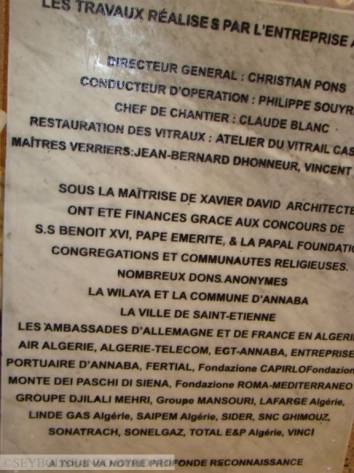 LES TRAVAUX RÉALISES PAR L'ENTREPRISE A
DIRECTEUR GENERAL : CHRISTIAN PONS
CONDUCTEUR D'OPERATION : PHILIPPE SOUYR
CHEF DE CHANTIER : CLAUDE BLANC
RESTAURATION DES VITRAUX : ATELIER DU VITRAIL CAS
MAÎTRES VERRIERS:JEAN-BERNARD DHONNEUR, VINCENT
SOUS LA MAÎTRISE DE XAVIER DAVID ARCHITECTE
ONT ETE FINANCES GRACE AUX CONCOURS DE
S.S BENOIT XVI, PAPE EMERITE, & LA PAPAL FOUNDATIO
CONGREGATIONS ET COMMUNAUTES RELIGIEUSES.
NOMBREUX DONS.ANONYMES
LA WILAYA ET LA COMMUNE D'ANNABA
LA VILLE DE SAINT-ETIENNE
LES AMBASSADES D'ALLEMAGNE ET DE FRANCE EN ALGERI
AIR ALGERIE, ALGERIE-TELECOM, ECT-ANNABA, ENTREPRISE
PORTUAIRE D'ANNABA, FERTIAL, Fondazione CAPIRLOFondazione
MONTE DEI PASCHI DI SIENA, Fondazione ROMA-MEDITERRANEO
GROUPE DJILALI MEHRI, Groupe MANSOURI, LAFARGE Algérie,
LINDE GAS Algérie, SAIPEM Algérie, SIDER, SNC GHIMOUZ,
SONATRACH, SONELGAZ, TOTAL E&P Algérie, VINCI
A TOUS VA NOTRE PROFONDE RECONNAISSANCE